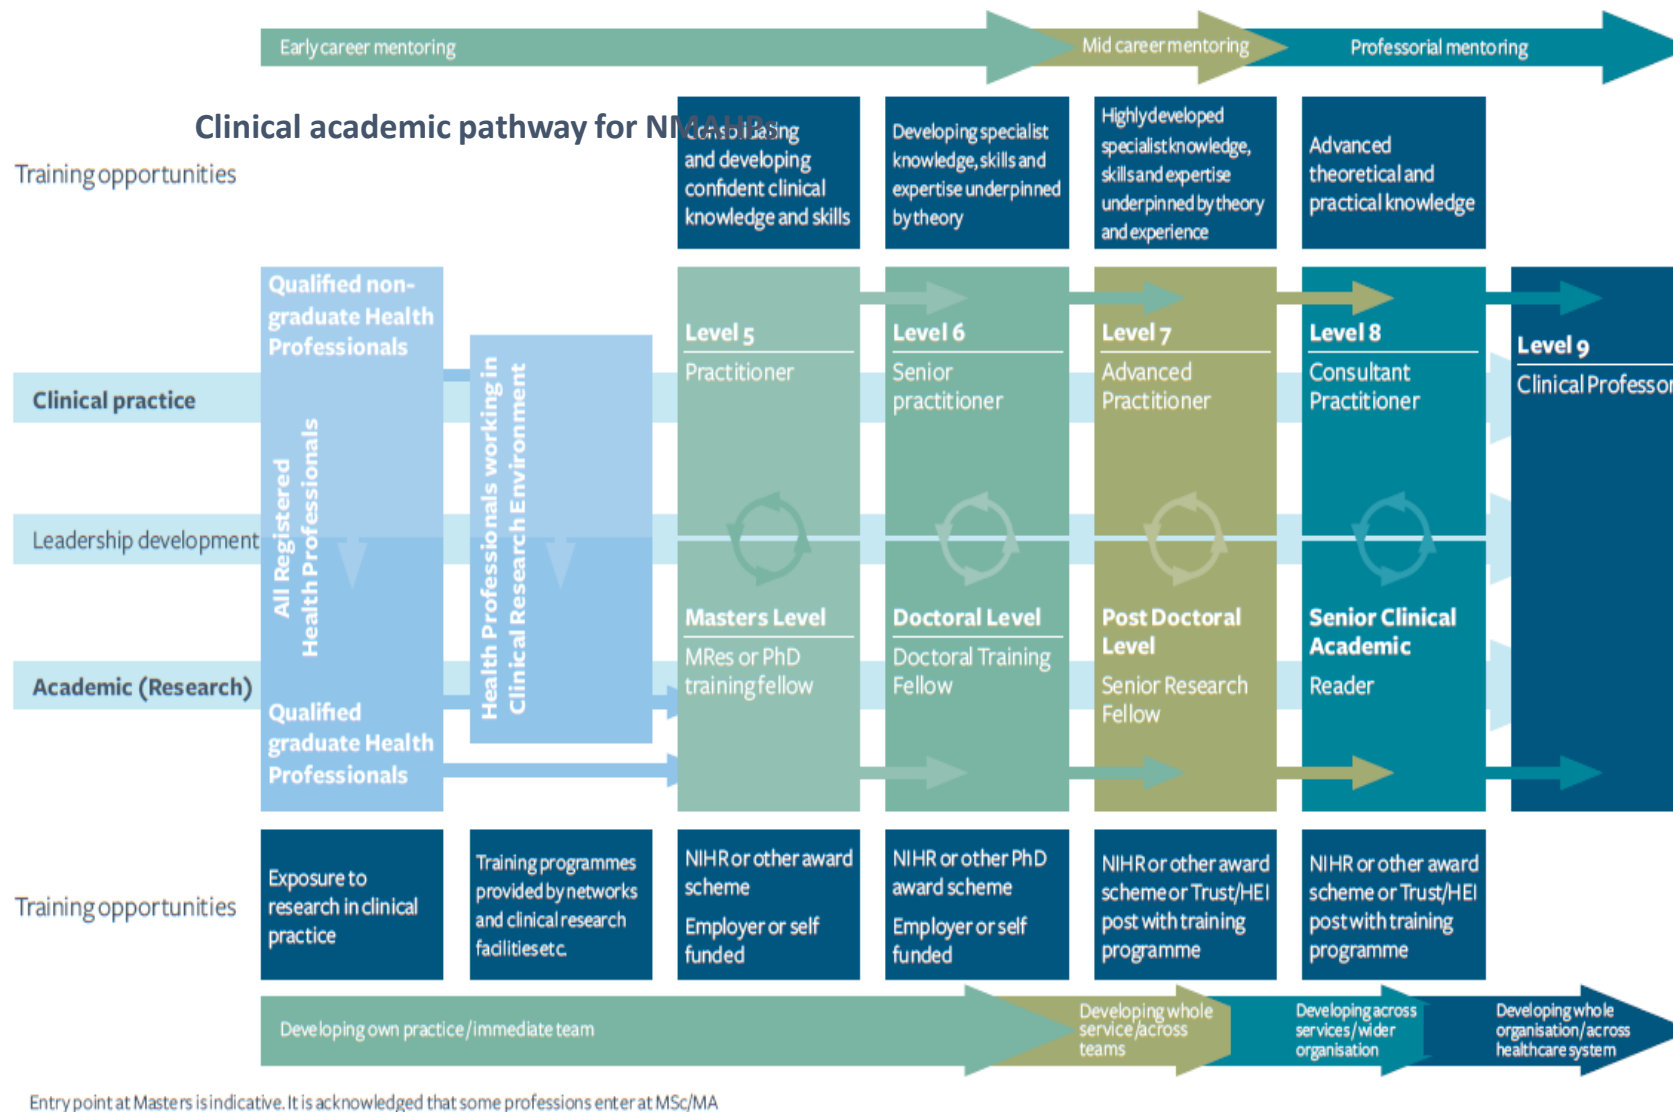 Early career mentoring
Mid career mentoring
Professorial mentoring
Clinical academic pathway for NMAHPs
Training opportunities
Consolidating
and developing
confident clinical
knowledge and skills
Developing specialist
knowledge, skills and
expertise underpinned
by theory
Highly developed
specialist knowledge,
skills and expertise
underpinned by theory
and experience
Advanced
theoretical and
practical knowledge
Qualified non-
graduate Health
Professionals
All Registered
Health Professionals
Qualified
graduate Health
Professionals
Health Professionals working in
Clinical Research Environment
Clinical practice
Leadership development
Academic (Research)
Level 5
Practitioner
Masters Level
MRes or PhD
training fellow
Level 6
Senior
practitioner
Doctoral Level
Doctoral Training
Fellow
Level 7
Advanced
Practitioner
Post Doctoral
Level
Senior Research
Fellow
Level 8
Consultant
Practitioner
Senior Clinical
Academic
Reader
Level 9
Clinical Professor
Training opportunities
Exposure to
research in clinical
practice
Training programmes
provided by networks
and clinical research
facilities etc.
NIHR or other award
scheme
Employer or self
funded
NIHR or other PhD
award scheme
Employer or self
funded
NIHR or other award
scheme or Trust/HEI
post with training
programme
NIHR or other award
scheme or Trust/HEI
post with training
programme
Developing own practice/immediate team
Developing whole
service/across
teams
Developing across
services/wider
organisation
Developing whole
organisation/across
healthcare system
Entry point at Masters is indicative. It is acknowledged that some professions enter at MSc/MA